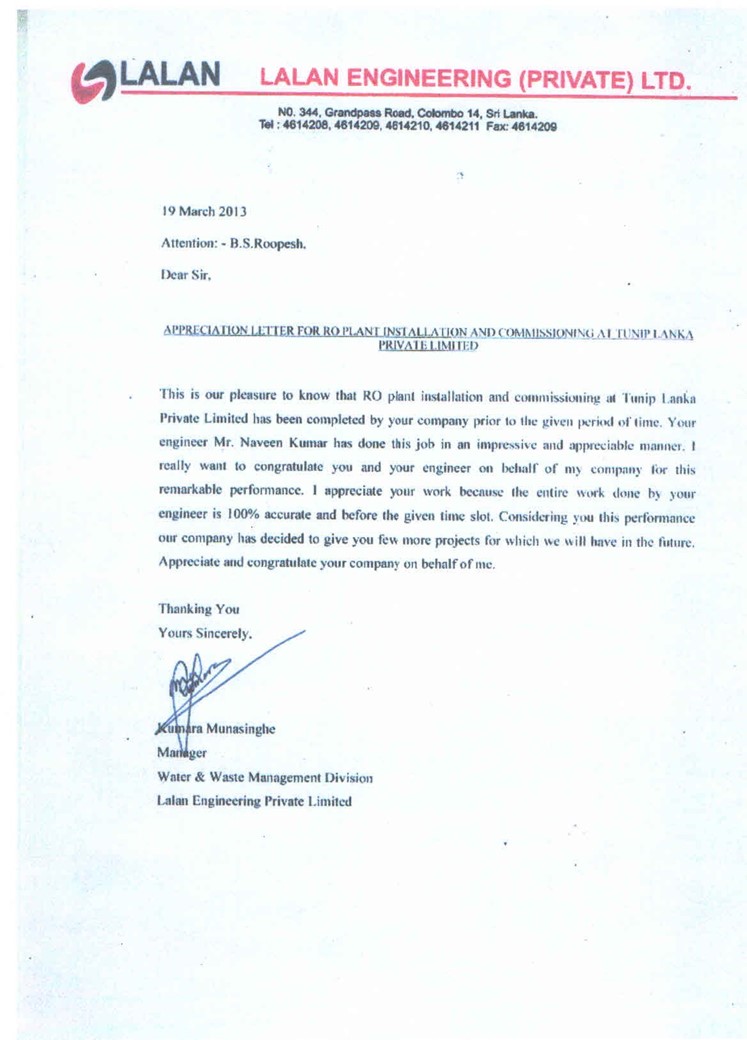 LALAN LALAN ENGINEERING (PRIVATE) LTD.
NO. 344, Grandpass Road, Colombo 14, Sri Lanka.
Tel : 4614208, 4614209, 4614210, 4614211 Fax: 4614209
19 March 2013
Attention: - B.S.Roopesh.
Dear Sir,
APPRECIATION LETTER FOR RO PLANT INSTALLATION AND COMMISSIONING AT TUNIP LANKA
PRIVATE LIMITED
This is our pleasure to know that RO plant installation and commissioning at Tunip Lanka
Private Limited has been completed by your company prior to the given period of time. Your
engineer Mr. Naveen Kumar has done this job in an impressive and appreciable manner. I
really want to congratulate you and your engineer on behalf of my company for this
remarkable performance. I appreciate your work because the entire work done by your
engineer is 100% accurate and before the given time slot. Considering you this performance
our company has decided to give you few more projects for which we will have in the future.
Appreciate and congratulate your company on behalf of me.
Thanking You
Yours Sincerely.
Kumara Munasinghe
Manager
Water & Waste Management Division
Lalan Engineering Private Limited